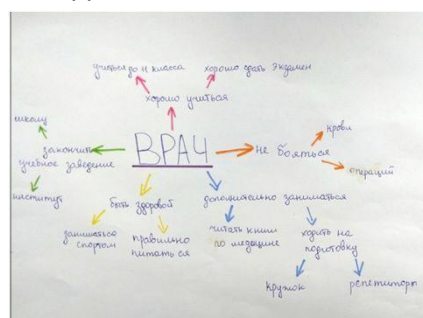 учиться до 11 класса
хорошо сдать экзамен
хорошо учиться
школу
закончить
учебное заведение
институт
ВРАЧ
не бояться
крови
операций
быть здоровой
заниматься
спортом
правильно
питаться
дополнительно заниматься
читать книги
по медицине
ходить на
подготовку
кружок
репетитор